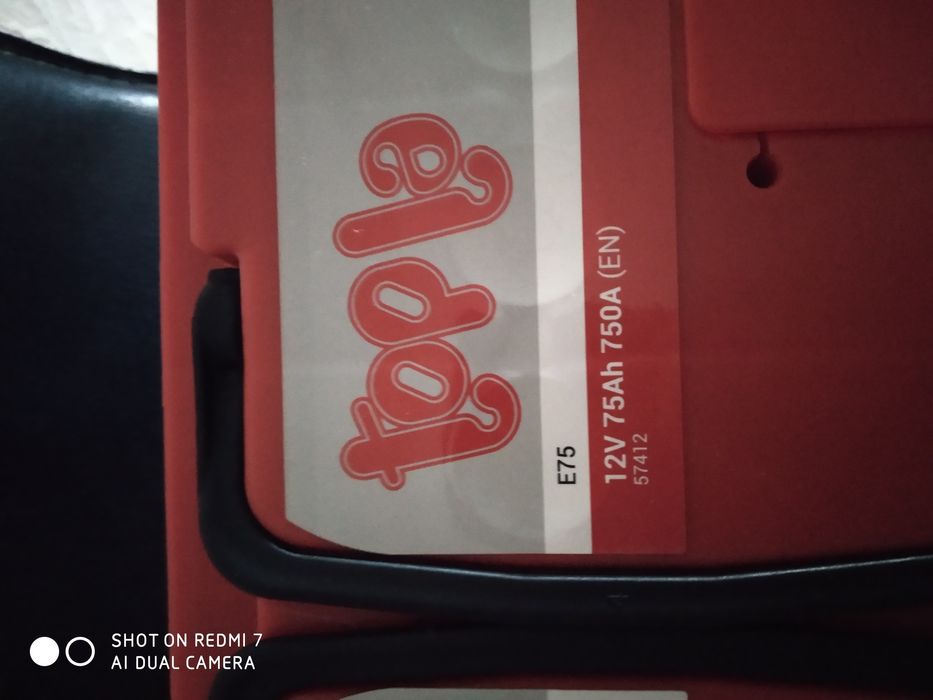 topla
E75
12V 75Ah 750A (EN)
57412
SHOT ON REDMI 7
AI DUAL CAMERA